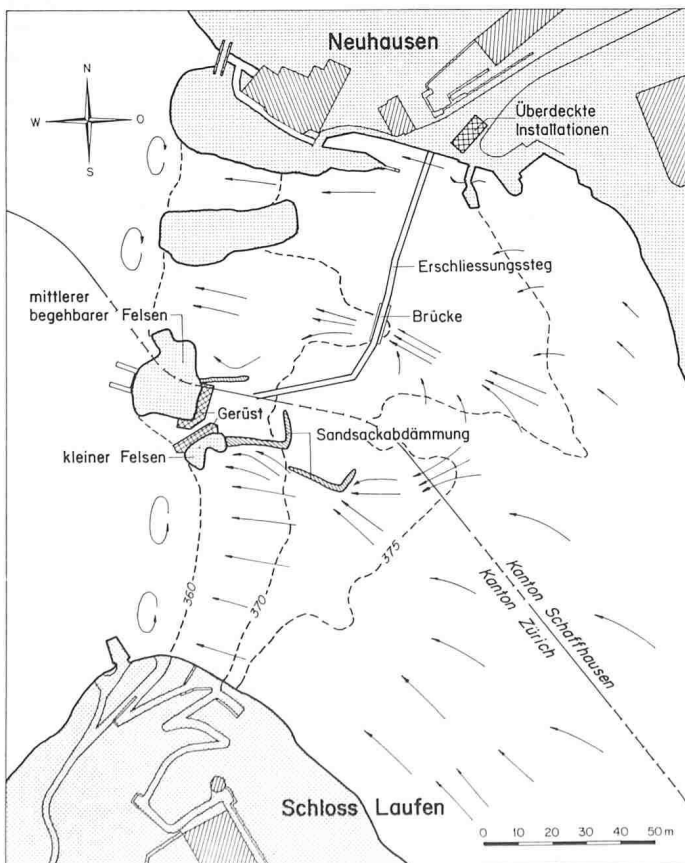 Neuhausen
N
W
O
S
Überdeckte
Installationen
Erschliessungssteg
mittlerer
begehbarer Felsen
Brücke
Gerüst
Sandsackabdämmung
kleiner Felsen
375
360
370
Kanton Schaffhausen
Kanton Zürich
Schloss Laufen
0 10 20 30 40 50 m